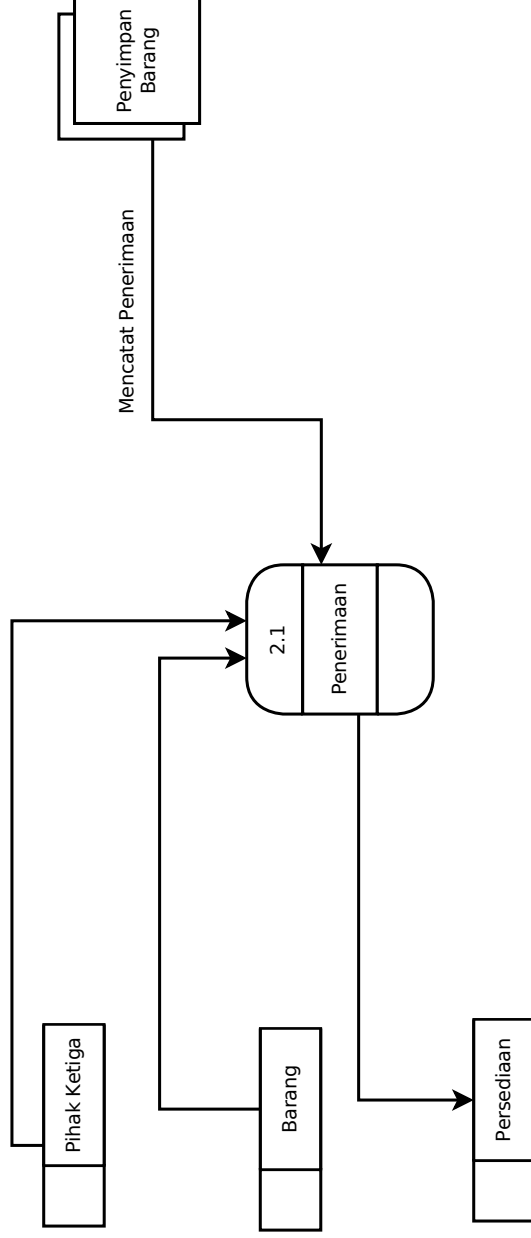 Penyimpan
Barang
Mencatat Penerimaan
2.1
Penerimaan
Pihak Ketiga
Barang
Persediaan